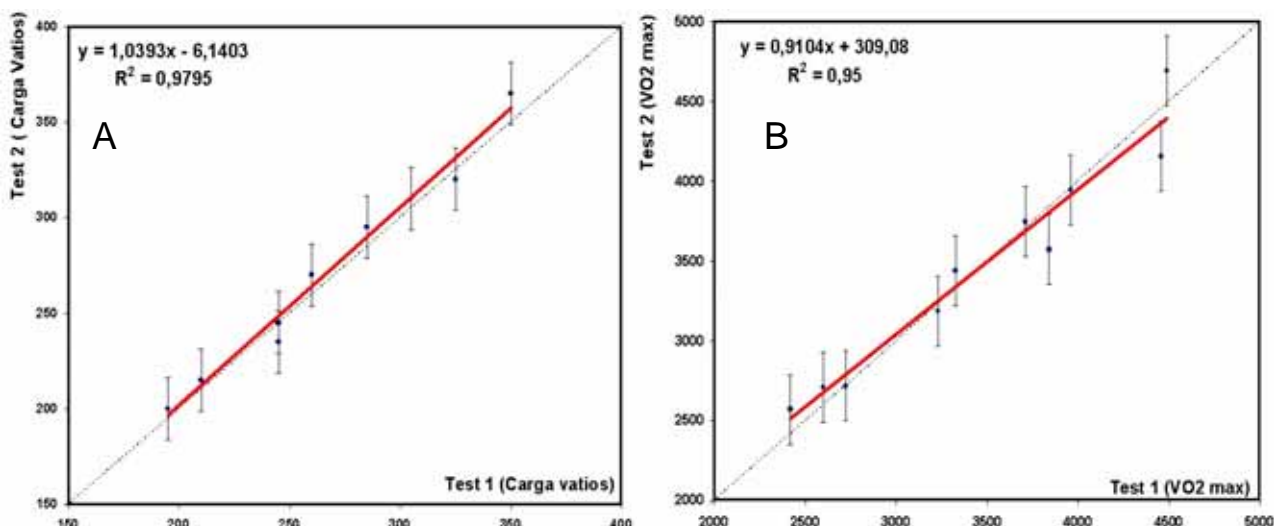 400
y = 1,0393x - 6,1403
R² = 0,9795
A
Test 2 ( Carga Vatios)
350
300
250
200
150
Test 1 (Carga vatios)
150 200 250 300 350 400
5000
y = 0,9104x + 309,08
R² = 0,95
B
Test 2 (VO2 max)
4500
4000
3500
3000
2500
2000
Test 1 (VO2 max)
2000 2500 3000 3500 4000 4500 5000